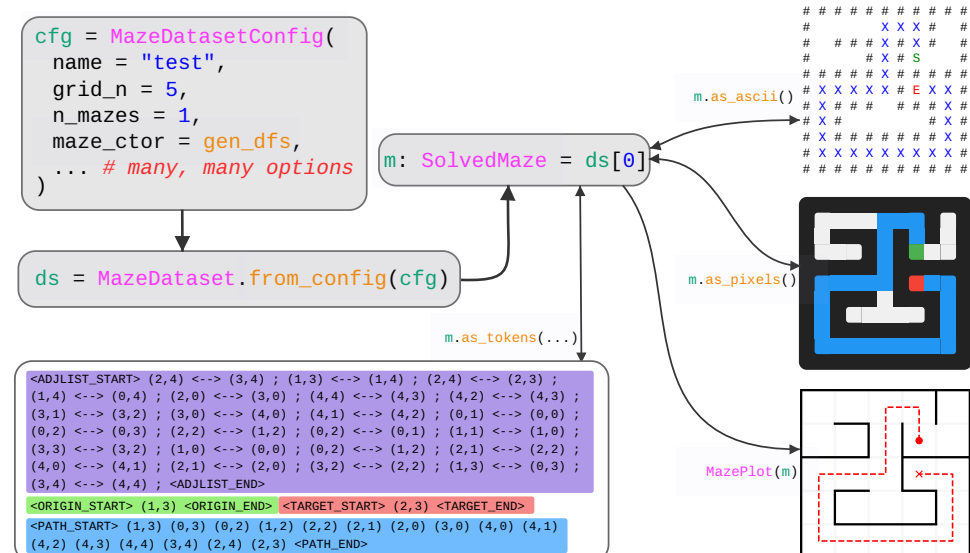 cfg = MazeDatasetConfig(
name = "test",
grid_n = 5,
n_mazes = 1,
maze_ctor = gen_dfs,
... # many, many options
)
ds = MazeDataset.from_config(cfg)
m: SolvedMaze = ds[0]
m.as_ascii()
# # # # # # # # # # #
#         X X X #   #
#   # # # X # X #   #
#       # X # S     #
# # # # # X # # # # #
# X X X X X # E X X #
# X # # #   # # # X #
# X #           # X #
# X # # # # # # # X #
# X X X X X X X X X #
# # # # # # # # # # #
m.as_pixels()
MazePlot(m)
m.as_tokens(...)
<ADJLIST_START> (2,4) <--> (3,4) ; (1,3) <--> (1,4) ; (2,4) <--> (2,3) ;
(1,4) <--> (0,4) ; (2,0) <--> (3,0) ; (4,4) <--> (4,3) ; (4,2) <--> (4,3) ;
(3,1) <--> (3,2) ; (3,0) <--> (4,0) ; (4,1) <--> (4,2) ; (0,1) <--> (0,0) ;
(0,2) <--> (0,3) ; (2,2) <--> (1,2) ; (0,2) <--> (0,1) ; (1,1) <--> (1,0) ;
(3,3) <--> (3,2) ; (1,0) <--> (0,0) ; (0,2) <--> (1,2) ; (2,1) <--> (2,2) ;
(4,0) <--> (4,1) ; (2,1) <--> (2,0) ; (3,2) <--> (2,2) ; (1,3) <--> (0,3) ;
(3,4) <--> (4,4) ; <ADJLIST_END>
<ORIGIN_START> (1,3) <ORIGIN_END> <TARGET_START> (2,3) <TARGET_END>
<PATH_START> (1,3) (0,3) (0,2) (1,2) (2,2) (2,1) (2,0) (3,0) (4,0) (4,1)
(4,2) (4,3) (4,4) (3,4) (2,4) (2,3) <PATH_END>